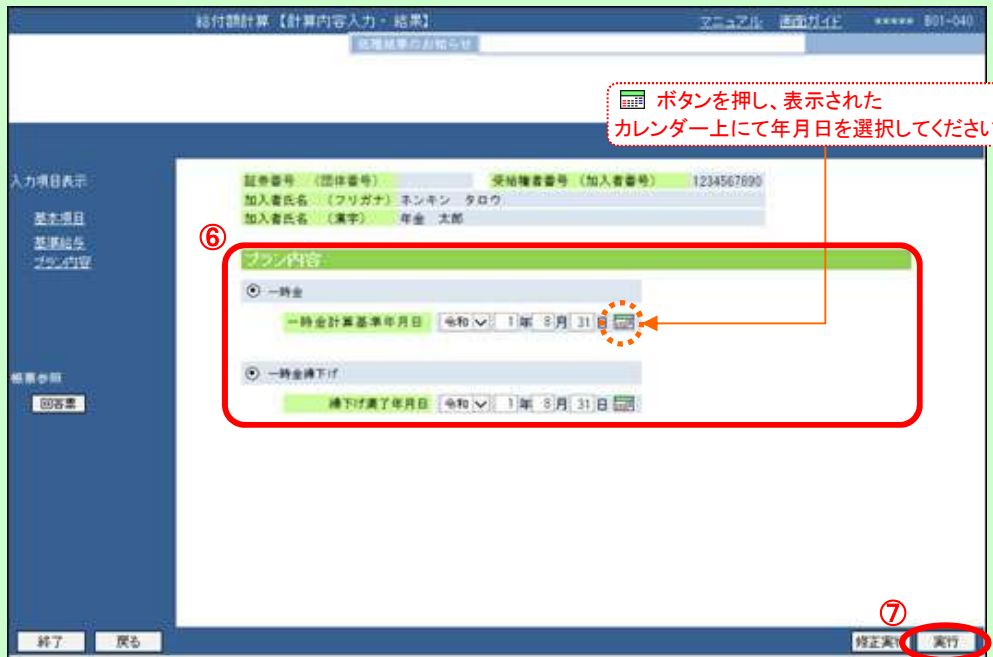 給付額計算【計算内容入力・結果】 マニュアル 画面ガイド ***** B01-040
処理結果のお知らせ
ボタンを押し、表示された
カレンダー上にて年月日を選択してください
入力項目表示
基本項目
基準給与
プラン内容
帳票参照
回答票
証券番号 (団体番号) 受給権者番号 (加入者番号) 1234567890
加入者氏名 (フリガナ) ネンキン タロウ
加入者氏名 (漢字) 年金 太郎
⑥
プラン内容
一時金
一時金計算基準年月日 令和 1年 8月 31日
一時金繰下げ
繰下げ満了年月日 令和 1年 8月 31日
⑦
終了 戻る 修正実行 実行